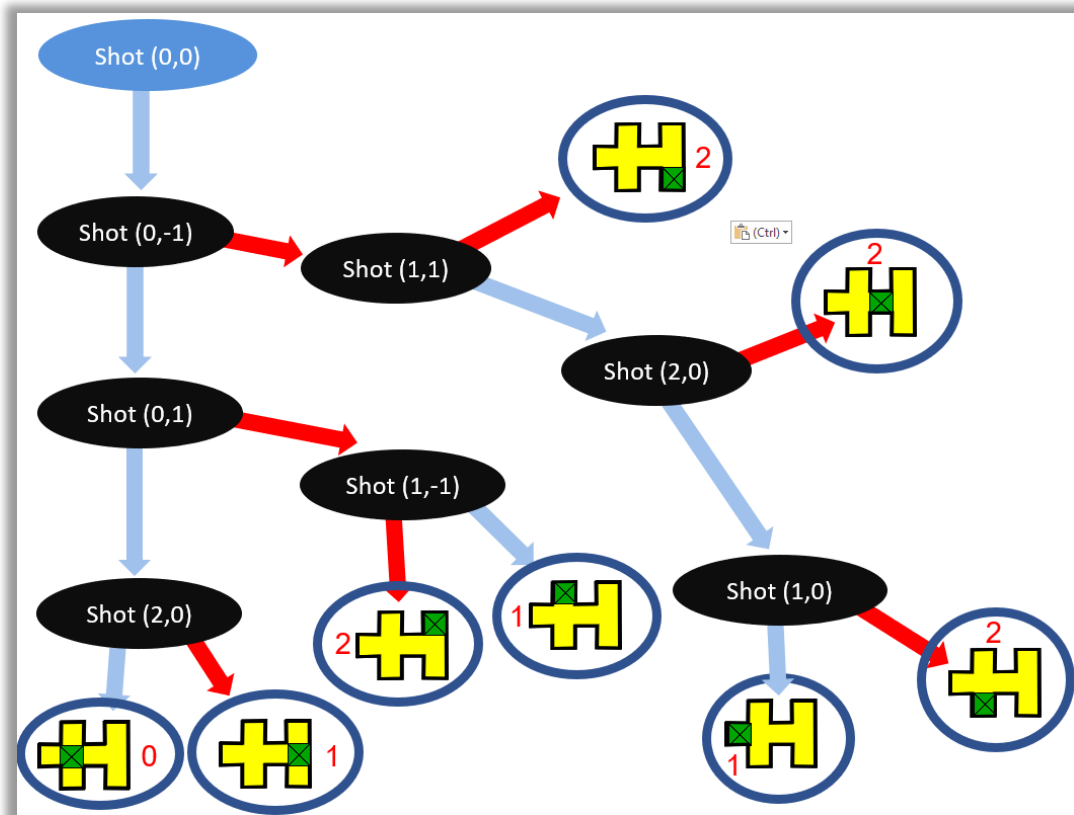 Shot (0,0)
2
Shot (0,-1)
(Ctrl)
2
Shot (1,1)
Shot (2,0)
Shot (0,1)
Shot (1,-1)
Shot (1,0)
1
Shot (2,0)
2
2
0
1
1